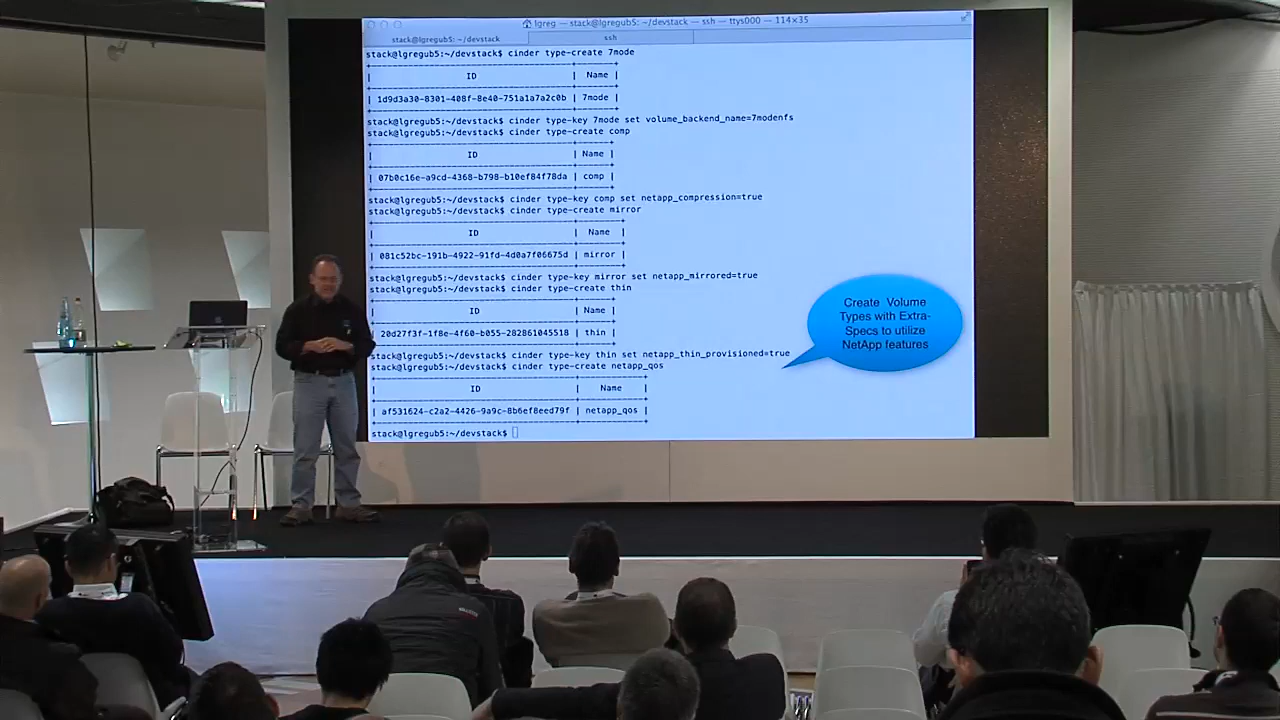 lgreg — stack@lgregub5: ~/devstack — ssh — ttys000 — 114×35
stack@lgregub5: ~/devstack — ssh
ssh
stack@lgregub5:~/devstack$ cinder type-create 7mode
| ID | Name |
| 1d9d3a30-8301-408f-8e40-751a1a7a2c0b | 7mode |
stack@lgregub5:~/devstack$ cinder type-key 7mode set volume_backend_name=7modenfs
stack@lgregub5:~/devstack$ cinder type-create comp
| ID | Name |
| 07b0c16e-a9cd-4368-b798-b10ef84f78da | comp |
stack@lgregub5:~/devstack$ cinder type-key comp set netapp_compression=true
stack@lgregub5:~/devstack$ cinder type-create mirror
| ID | Name |
| 081c52bc-191b-4922-91fd-4d0a7f06675d | mirror |
stack@lgregub5:~/devstack$ cinder type-key mirror set netapp_mirrored=true
stack@lgregub5:~/devstack$ cinder type-create thin
| ID | Name |
| 20d27f3f-1f8e-4f60-b055-282861045518 | thin |
stack@lgregub5:~/devstack$ cinder type-key thin set netapp_thin_provisioned=true
stack@lgregub5:~/devstack$ cinder type-create netapp_qos
| ID | Name |
| af531624-c2a2-4426-9a9c-8b6ef8eed79f | netapp_qos |
stack@lgregub5:~/devstack$
Create Volume
Types with Extra-
Specs to utilize
NetApp features